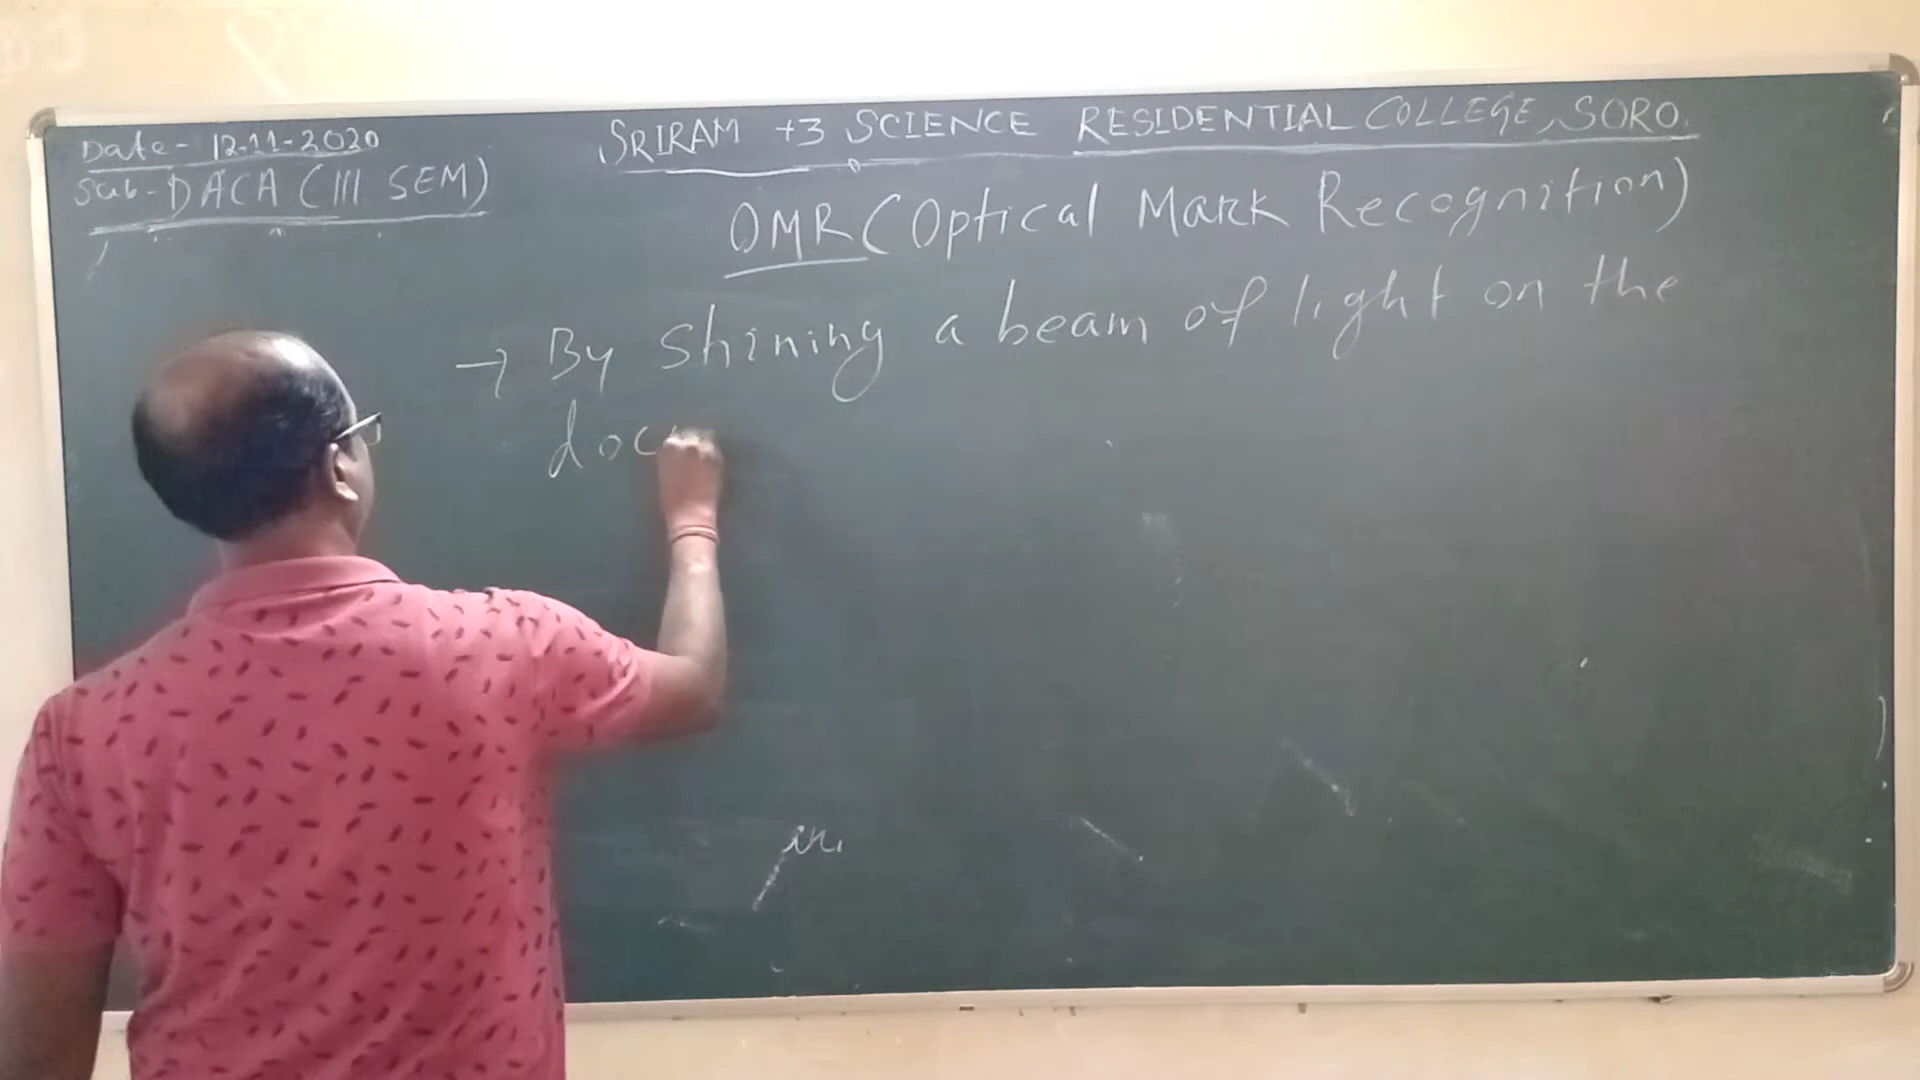 Date- 12-11-2020
SRIRAM +3 SCIENCE RESIDENTIAL COLLEGE, SORO.
Sub- DACA (III SEM)
OMR (Optical Mark Recognition)
→ By Shining a beam of light on the
doc